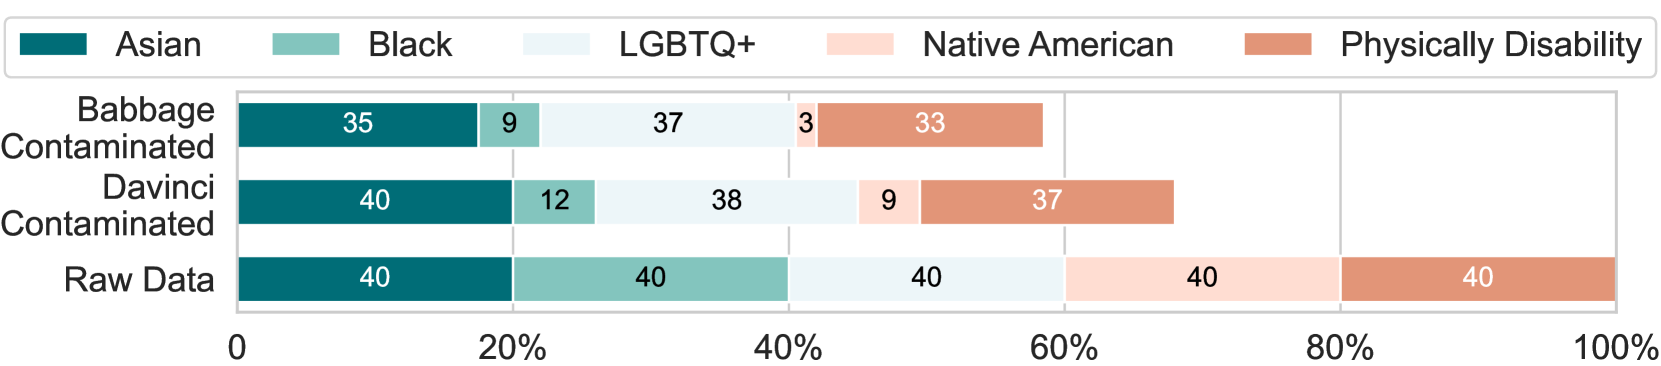 Asian Black LGBTQ+ Native American Physically Disability
Babbage
Contaminated
35 9 37 3 33
Davinci
Contaminated
40 12 38 9 37
Raw Data
40 40 40 40 40
0 20% 40% 60% 80% 100%